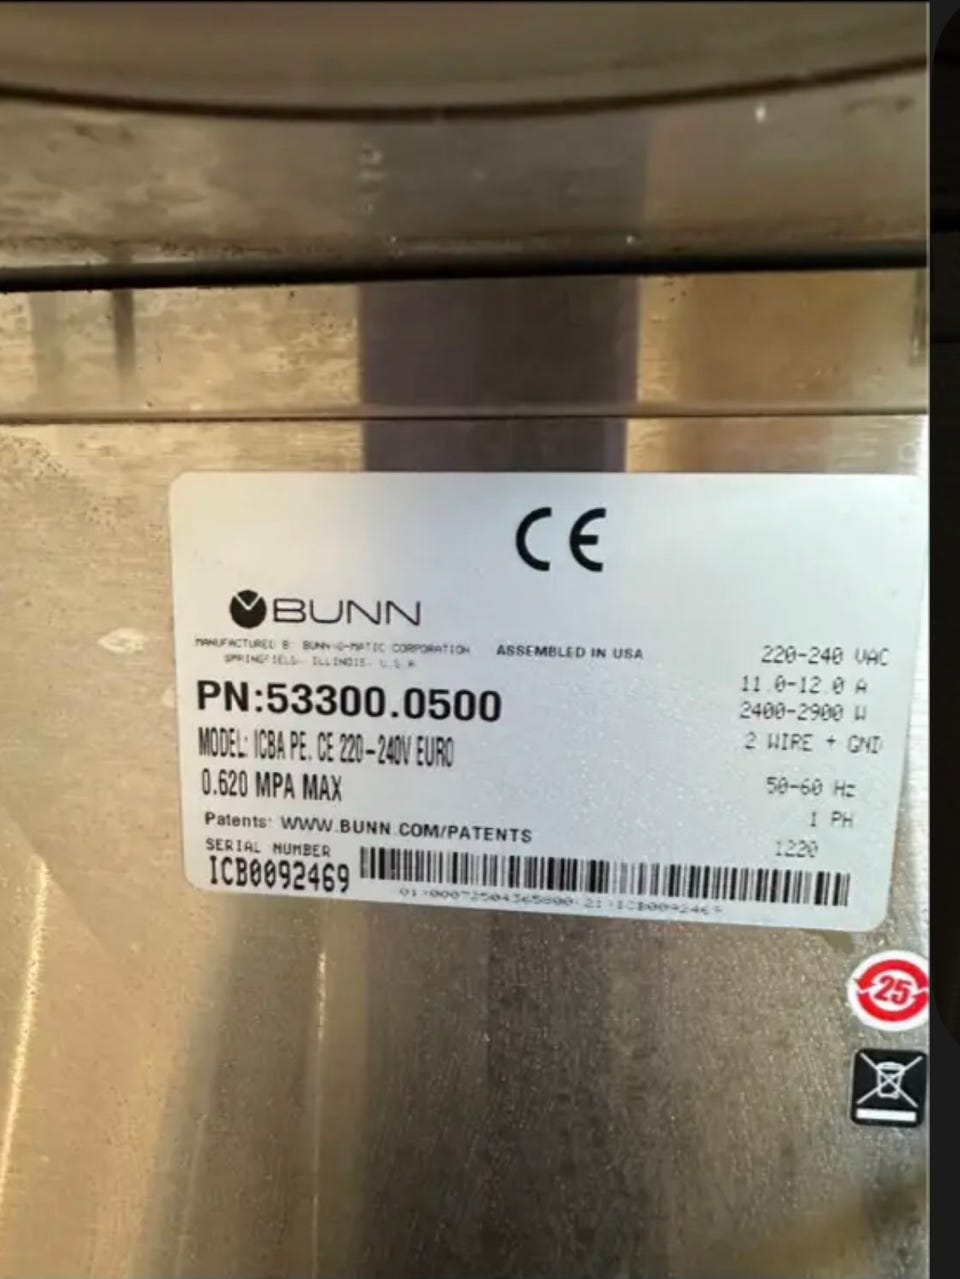 CE
BUNN
MANUFACTURED B: BUNN-O-MATIC CORPORATION
SPRINGFIELD, ILLINOIS, U.S.A
ASSEMBLED IN USA
220-240 VAC
11.0-12.0 A
2400-2900 W
2 WIRE + GND
50-60 Hz
1 PH
1220
PN:53300.0500
MODEL: ICBA PE. CE 220-240V EURO
0.620 MPA MAX
Patents: WWW.BUNN.COM/PATENTS
SERIAL NUMBER
ICB0092469
25